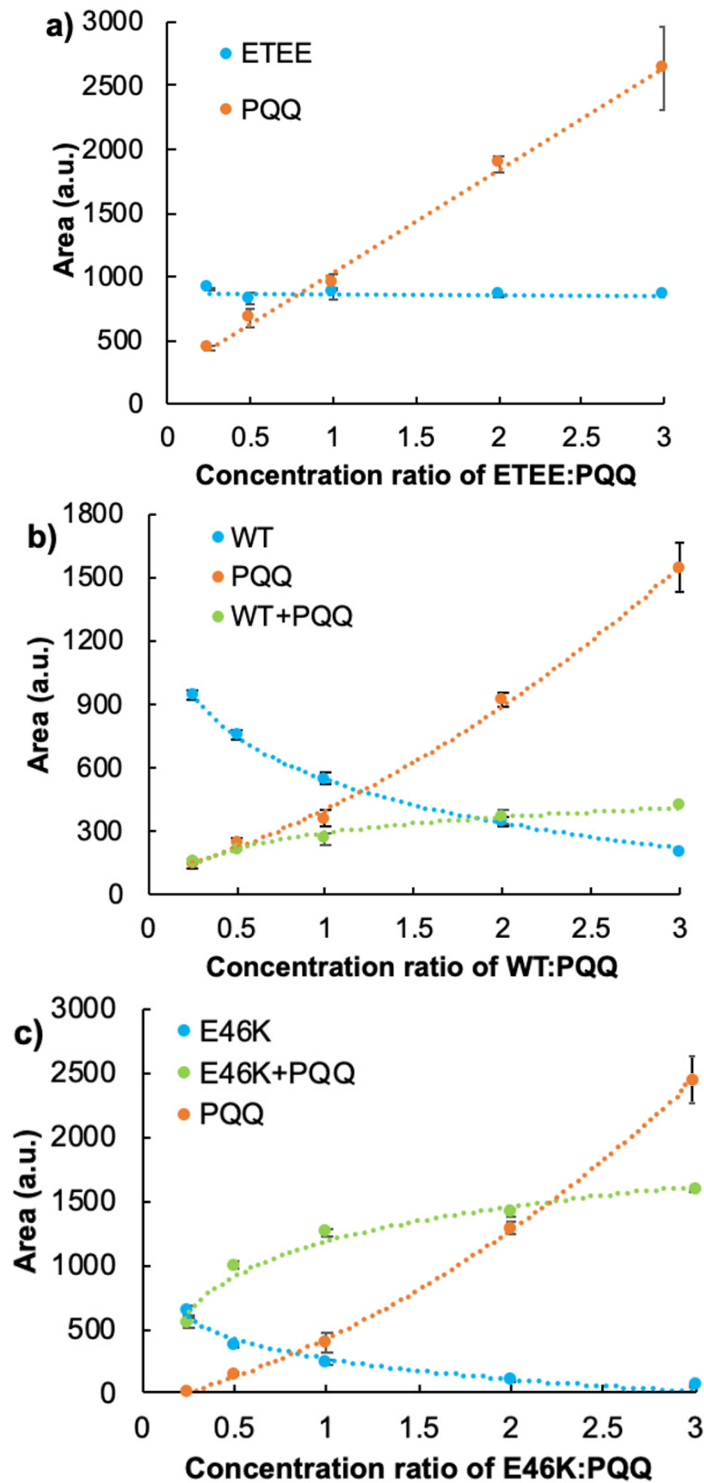 a)
ETEE
PQQ
Area (a.u.)
3000
2500
2000
1500
1000
500
0
0 0.5 1 1.5 2 2.5 3
Concentration ratio of ETEE:PQQ
b)
WT
PQQ
WT+PQQ
Area (a.u.)
1800
1500
1200
900
600
300
0
0 0.5 1 1.5 2 2.5 3
Concentration ratio of WT:PQQ
c)
E46K
E46K+PQQ
PQQ
Area (a.u.)
3000
2500
2000
1500
1000
500
0
0 0.5 1 1.5 2 2.5 3
Concentration ratio of E46K:PQQ